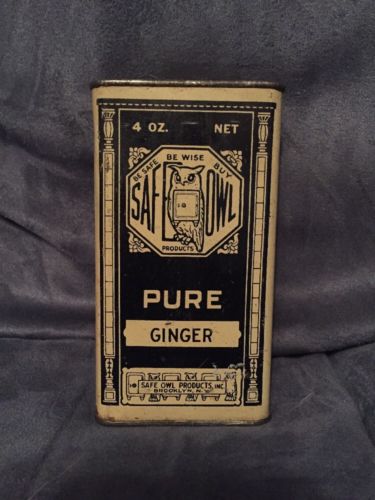 4 OZ. NET
BE SAFE BE WISE BUY
SAFE OWL
PRODUCTS
PURE
GINGER
SAFE OWL PRODUCTS, INC.
BROOKLYN, N.Y.